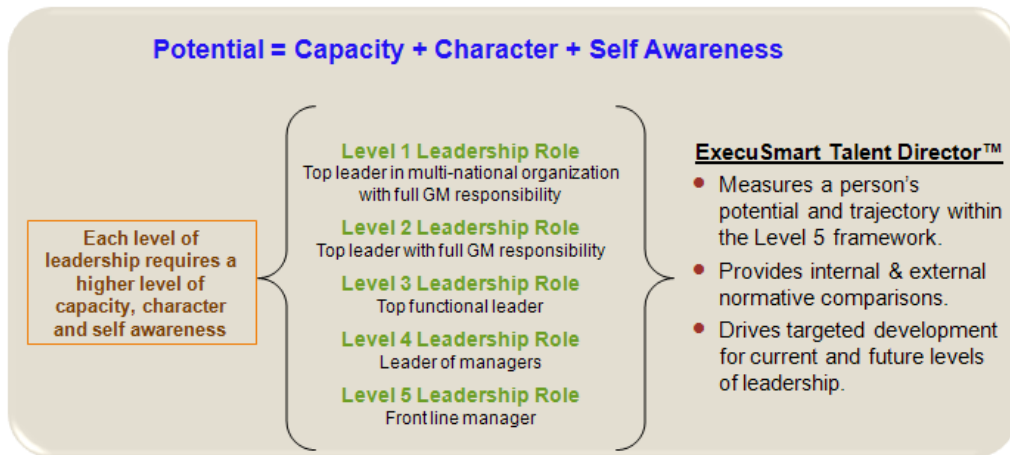 Potential = Capacity + Character + Self Awareness
Each level of
leadership requires a
higher level of
capacity, character
and self awareness
Level 1 Leadership Role
Top leader in multi-national organization
with full GM responsibility
Level 2 Leadership Role
Top leader with full GM responsibility
Level 3 Leadership Role
Top functional leader
Level 4 Leadership Role
Leader of managers
Level 5 Leadership Role
Front line manager
ExecuSmart Talent Director™
• Measures a person's
potential and trajectory within
the Level 5 framework.
• Provides internal & external
normative comparisons.
• Drives targeted development
for current and future levels
of leadership.